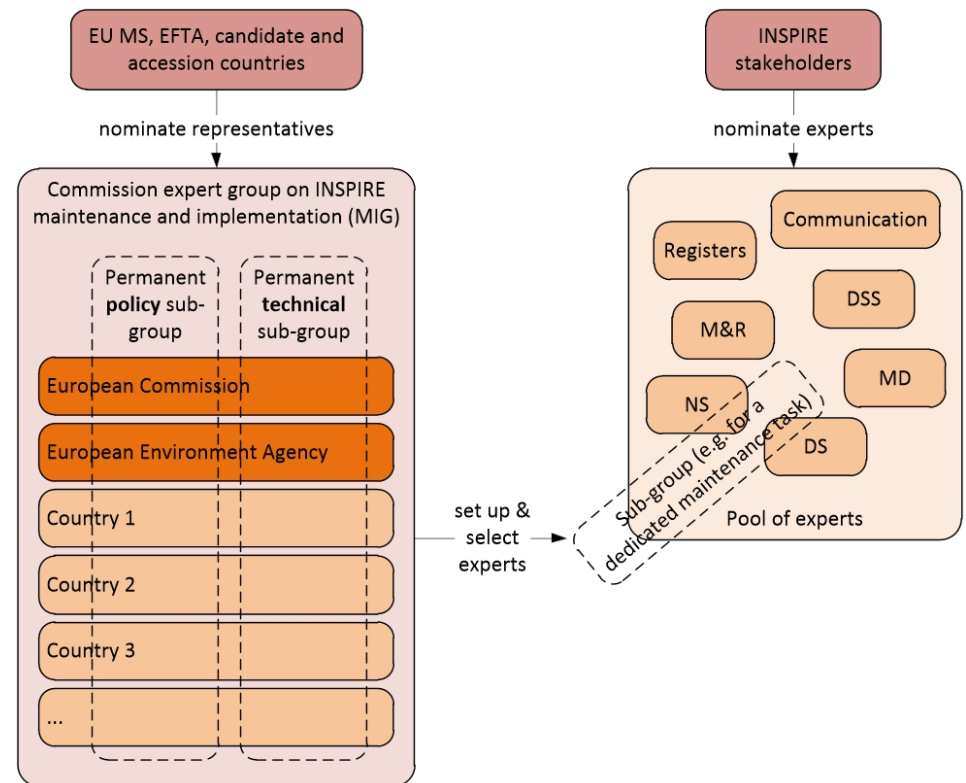 EU MS, EFTA, candidate and
accession countries
INSPIRE
stakeholders
nominate representatives
nominate experts
Commission expert group on INSPIRE
maintenance and implementation (MIG)
Permanent
policy sub-
group
Permanent
technical
sub-group
European Commission
European Environment Agency
Country 1
Country 2
Country 3
...
set up &
select
experts
Sub-group (e.g. for a
dedicated maintenance task)
Communication
Registers
DSS
M&R
MD
NS
DS
Pool of experts